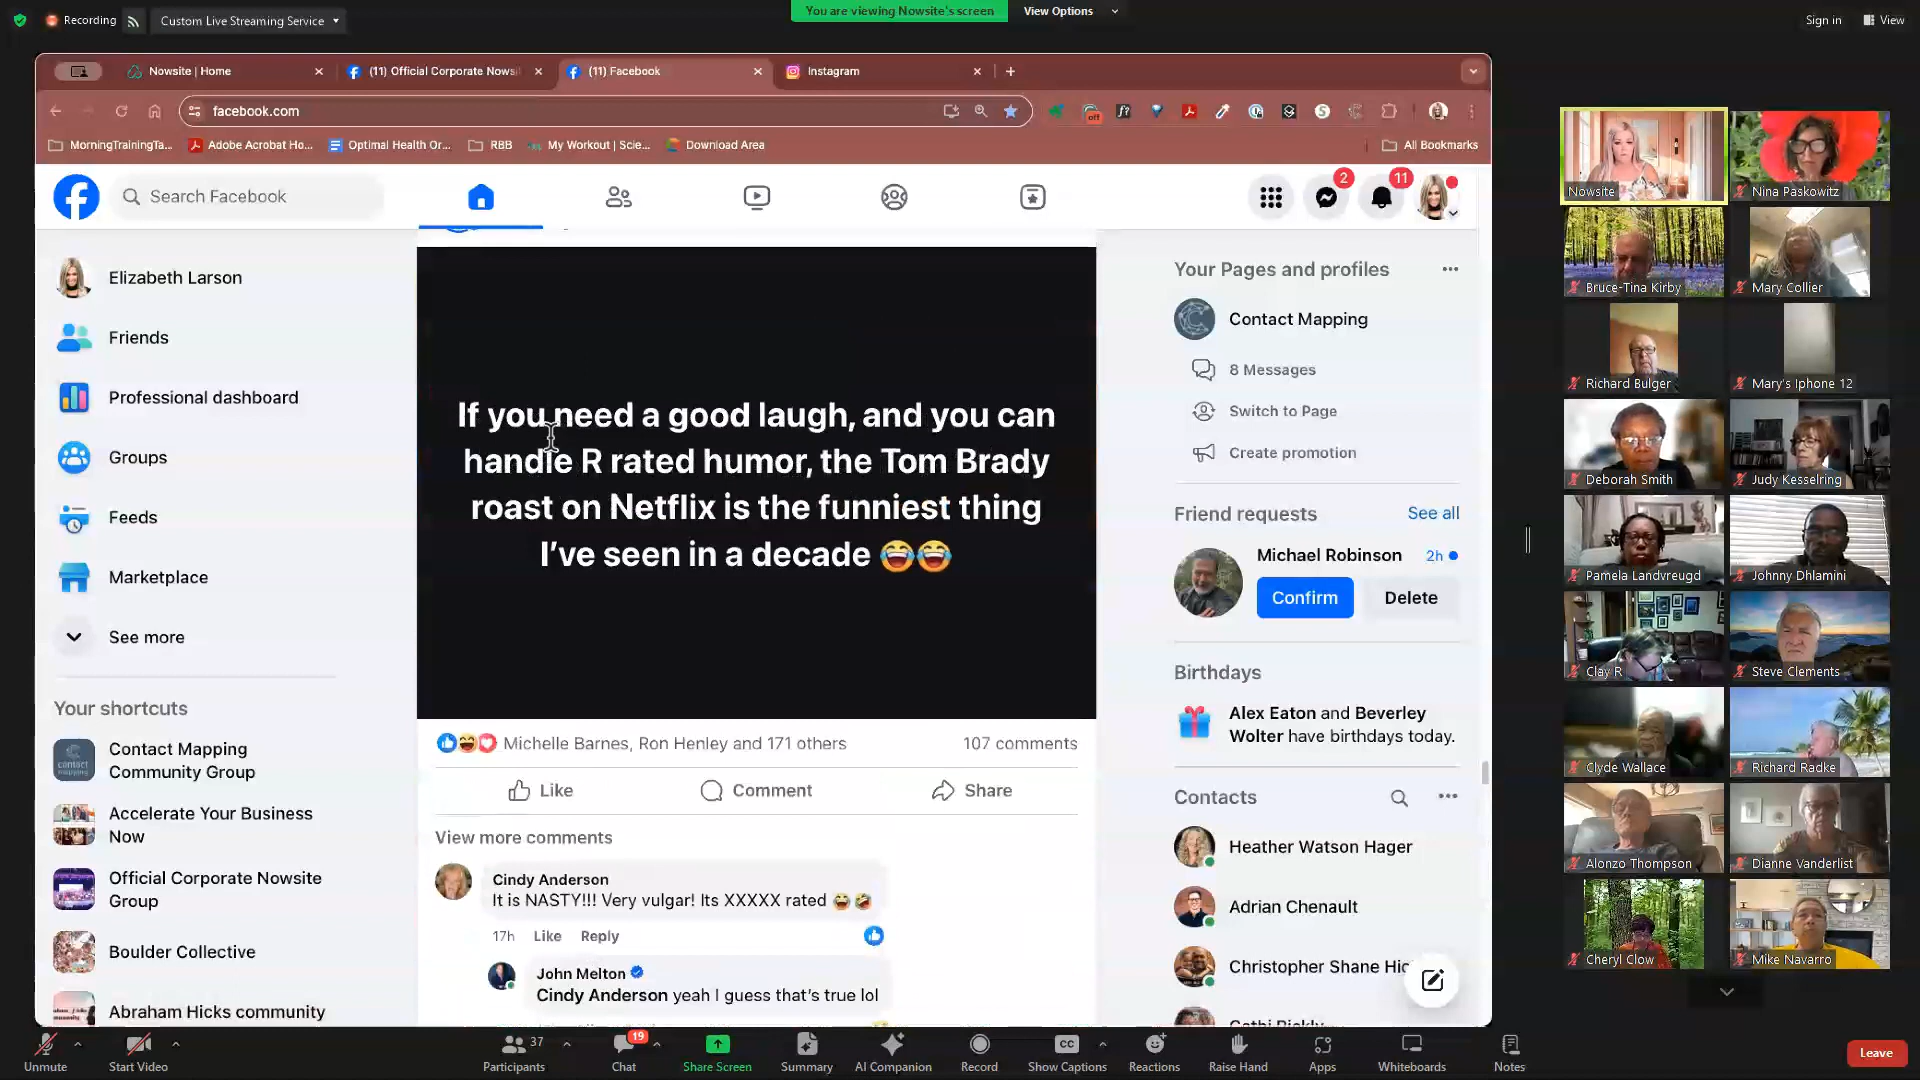 Recording
Custom Live Streaming Service
You are viewing Nowsite's screen
View Options
Sign in
View
Nowsite | Home
(11) Official Corporate Nowsi
(11) Facebook
Instagram
facebook.com
off
MorningTrainingTa...
Adobe Acrobat Ho...
Optimal Health Or...
RBB
My Workout | Scie...
Download Area
All Bookmarks
Search Facebook
2
11
Elizabeth Larson
Friends
Professional dashboard
Groups
Feeds
Marketplace
See more
Your shortcuts
Contact Mapping
Community Group
Accelerate Your Business
Now
Official Corporate Nowsite
Group
Boulder Collective
Abraham Hicks community
If you need a good laugh, and you can
handle R rated humor, the Tom Brady
roast on Netflix is the funniest thing
I've seen in a decade 😂😂
Michelle Barnes, Ron Henley and 171 others
107 comments
Like
Comment
Share
View more comments
Cindy Anderson
It is NASTY!!! Very vulgar! Its XXXXX rated 😂🤣
17h Like Reply
John Melton
Cindy Anderson yeah I guess that's true lol
Your Pages and profiles
Contact Mapping
8 Messages
Switch to Page
Create promotion
Friend requests
See all
Michael Robinson
2h
Confirm
Delete
Birthdays
Alex Eaton and Beverley
Wolter have birthdays today.
Contacts
Heather Watson Hager
Adrian Chenault
Christopher Shane Hi
Nowsite
Nina Paskowitz
Bruce-Tina Kirby
Mary Collier
Richard Bulger
Mary's Iphone 12
Deborah Smith
Judy Kesselring
Pamela Landvreugd
Johnny Dhlamini
Clay R
Steve Clements
Clyde Wallace
Richard Radke
Alonzo Thompson
Dianne Vanderlist
Cheryl Clow
Mike Navarro
Unmute
Start Video
37
Participants
19
Chat
Share Screen
Summary
AI Companion
Record
CC
Show Captions
Reactions
Raise Hand
Apps
Whiteboards
Notes
Leave